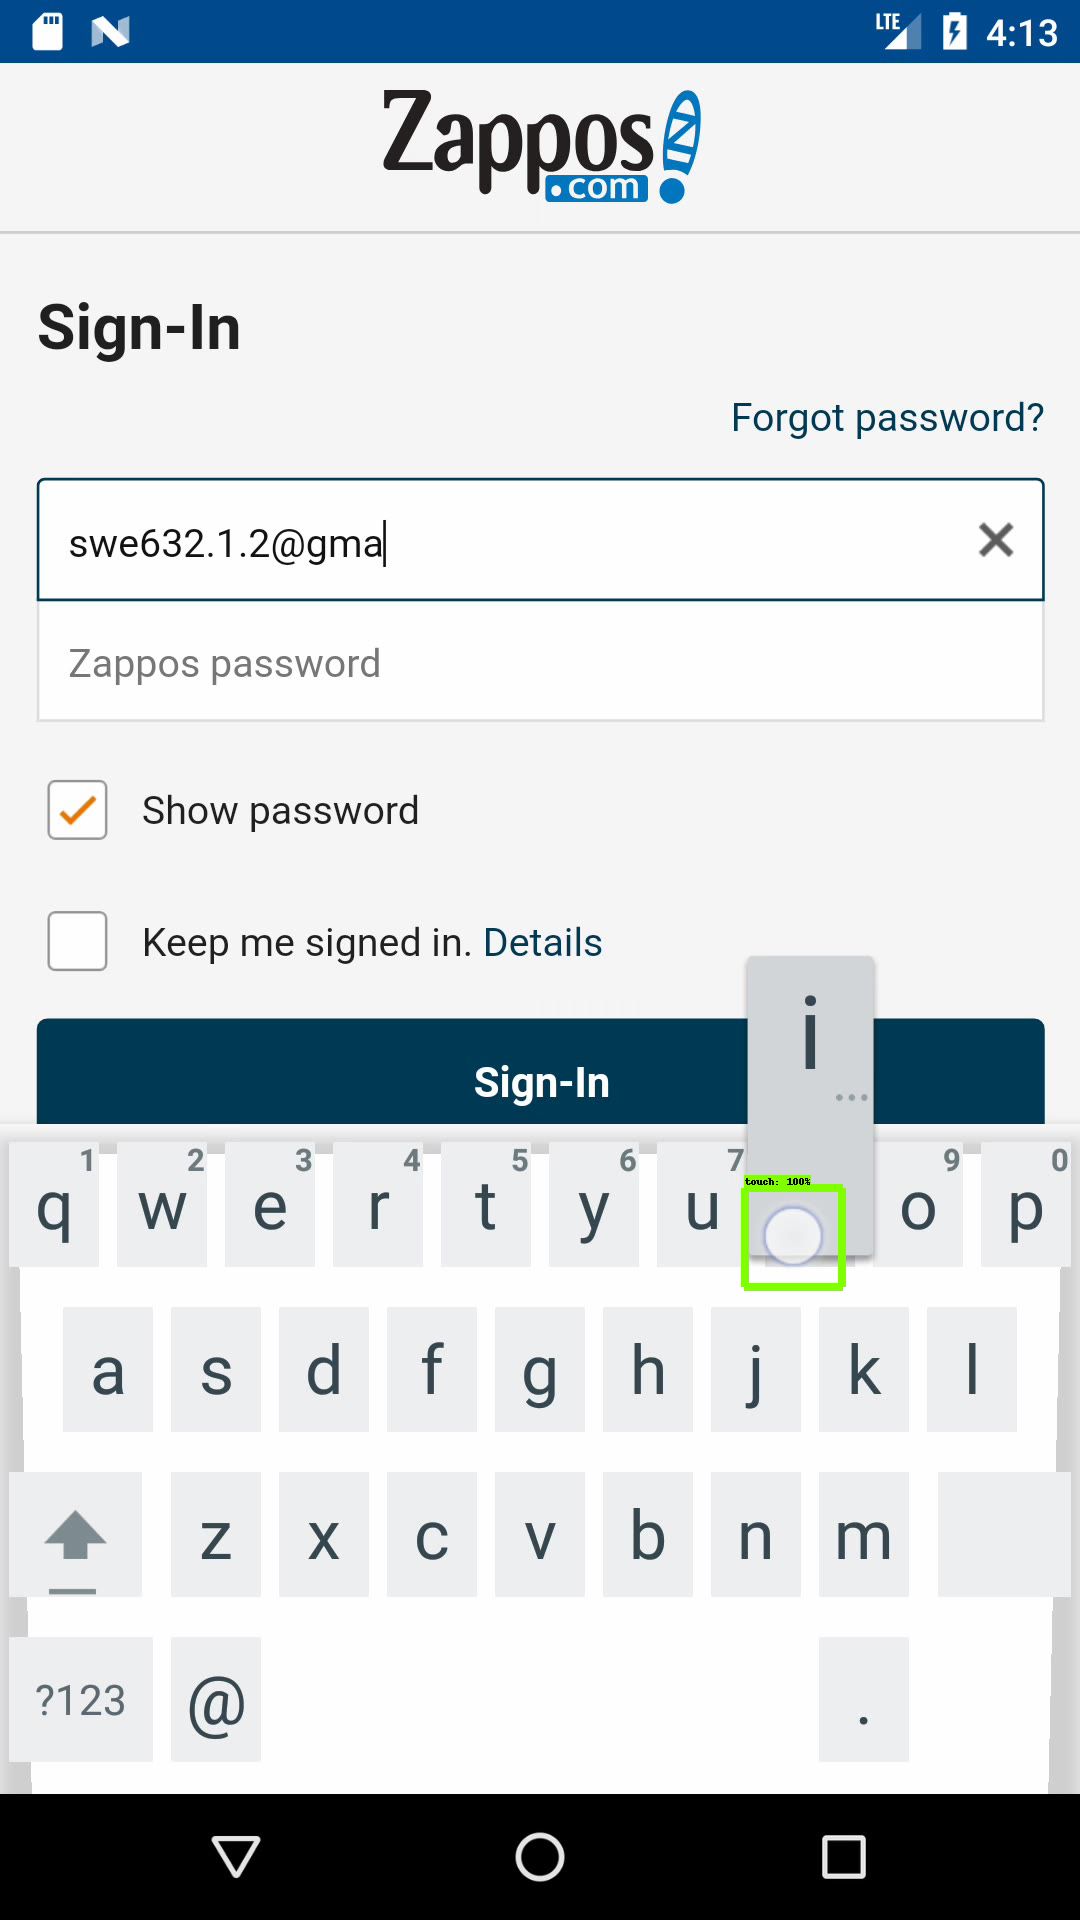 LTE 4:13
Zappos
.com
Sign-In
Forgot password?
swe632.1.2@gma
Zappos password
Show password
Keep me signed in. Details
i
...
Sign-In
1 2 3 4 5 6 7 9 0
q w e r t y u o p
touch: 100%
a s d f g h j k l
z x c v b n m
?123 @ .